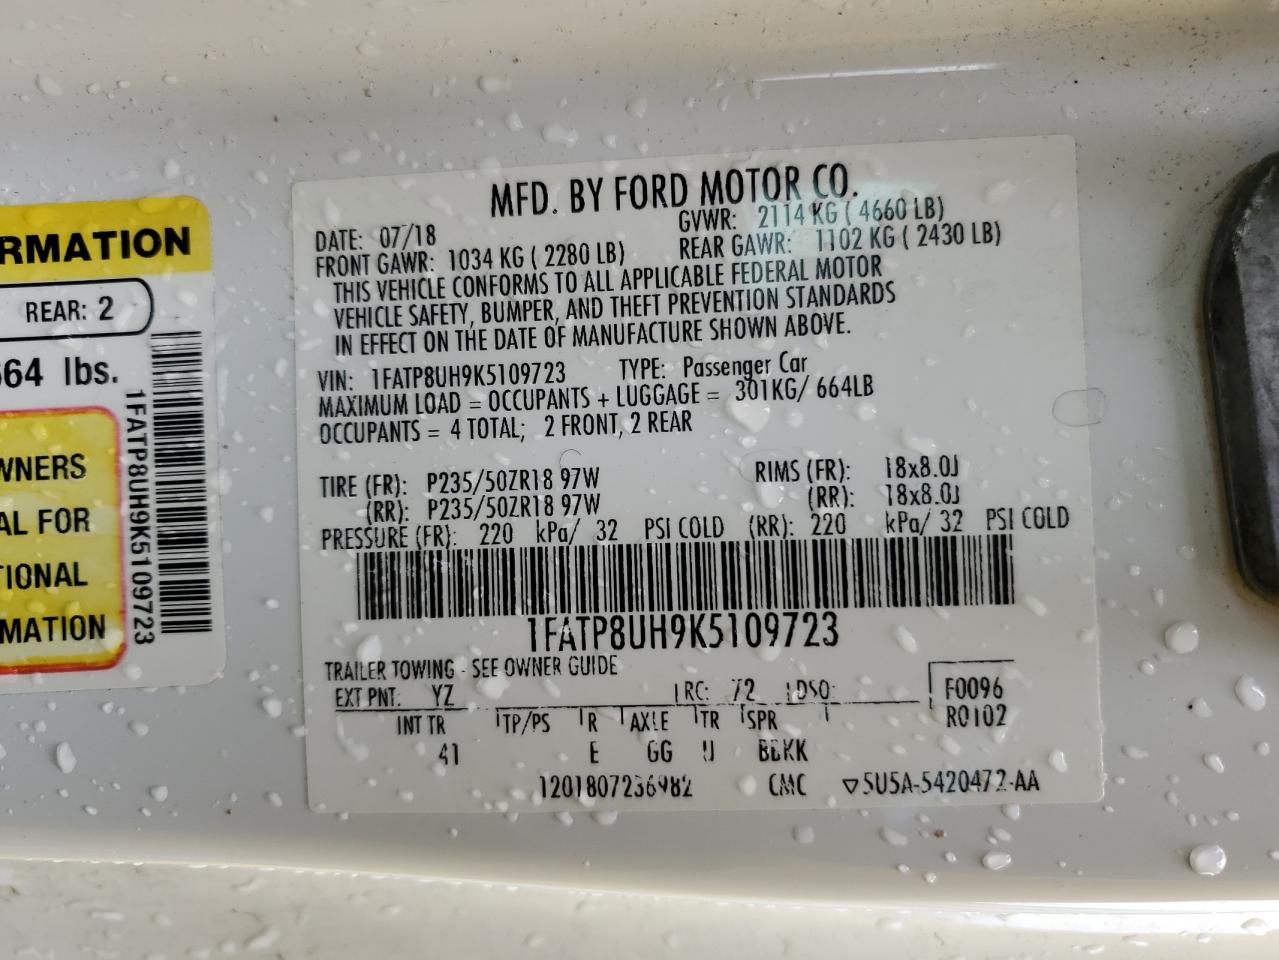 RMATION
REAR: 2
664 lbs.
1FATP8UH9K5109723
WNERS
AL FOR
TIONAL
MATION
MFD. BY FORD MOTOR CO.
DATE: 07/18 GVWR: 2114 KG ( 4660 LB)
FRONT GAWR: 1034 KG ( 2280 LB) REAR GAWR: 1102 KG ( 2430 LB)
THIS VEHICLE CONFORMS TO ALL APPLICABLE FEDERAL MOTOR
VEHICLE SAFETY, BUMPER, AND THEFT PREVENTION STANDARDS
IN EFFECT ON THE DATE OF MANUFACTURE SHOWN ABOVE.
VIN: 1FATP8UH9K5109723 TYPE: Passenger Car
MAXIMUM LOAD = OCCUPANTS + LUGGAGE = 301KG/ 664LB
OCCUPANTS = 4 TOTAL; 2 FRONT, 2 REAR
TIRE (FR): P235/50ZR18 97W RIMS (FR): 18x8.0J
(RR): P235/50ZR18 97W (RR): 18x8.0J
PRESSURE (FR): 220 kPa/ 32 PSI COLD (RR): 220 kPa/ 32 PSI COLD
1FATP8UH9K5109723
TRAILER TOWING - SEE OWNER GUIDE
EXT PNT: YZ RC: 72 DSO: F0096
INT TR TP/PS R AXLE TR SPR R0102
41 E GG U BBKK
1201807236982 CMC ▽5U5A-5420472-AA